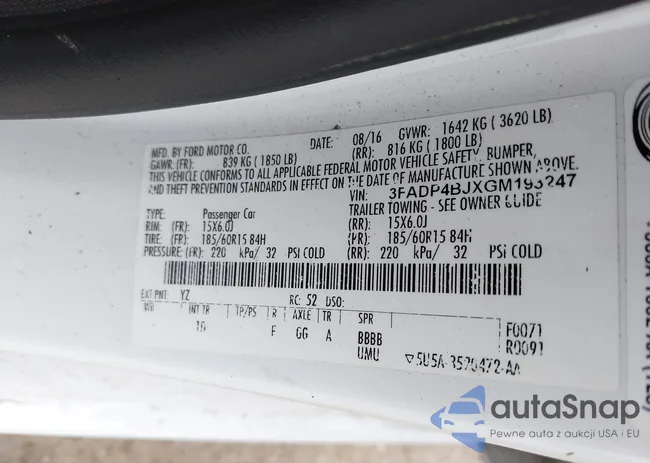 MFD. BY FORD MOTOR CO. DATE: 08/16 GVWR: 1642 KG ( 3620 LB)
GAWR: (FR): 839 KG ( 1850 LB) (RR): 816 KG ( 1800 LB)
THIS VEHICLE CONFORMS TO ALL APPLICABLE FEDERAL MOTOR VEHICLE SAFETY, BUMPER,
AND THEFT PREVENTION STANDARDS IN EFFECT ON THE DATE OF MANUFACTURE SHOWN ABOVE.
VIN: 3FADP4BJXGM193247
TYPE: Passenger Car TRAILER TOWING - SEE OWNER GUIDE
RIM: (FR): 15X6.0J (RR): 15X6.0J
TIRE: (FR): 185/60R15 84H (RR): 185/60R15 84H
PRESSURE: (FR): 220 kPa/ 32 PSI COLD (RR): 220 kPa/ 32 PSI COLD
EXT PNT: YZ RC: 52 DSO:
WB INT TR TP/PS R AXLE TR SPR F0071
F GG A BBBB R0091
UMU
autaSnap
Pewne auta z aukcji USA i EU